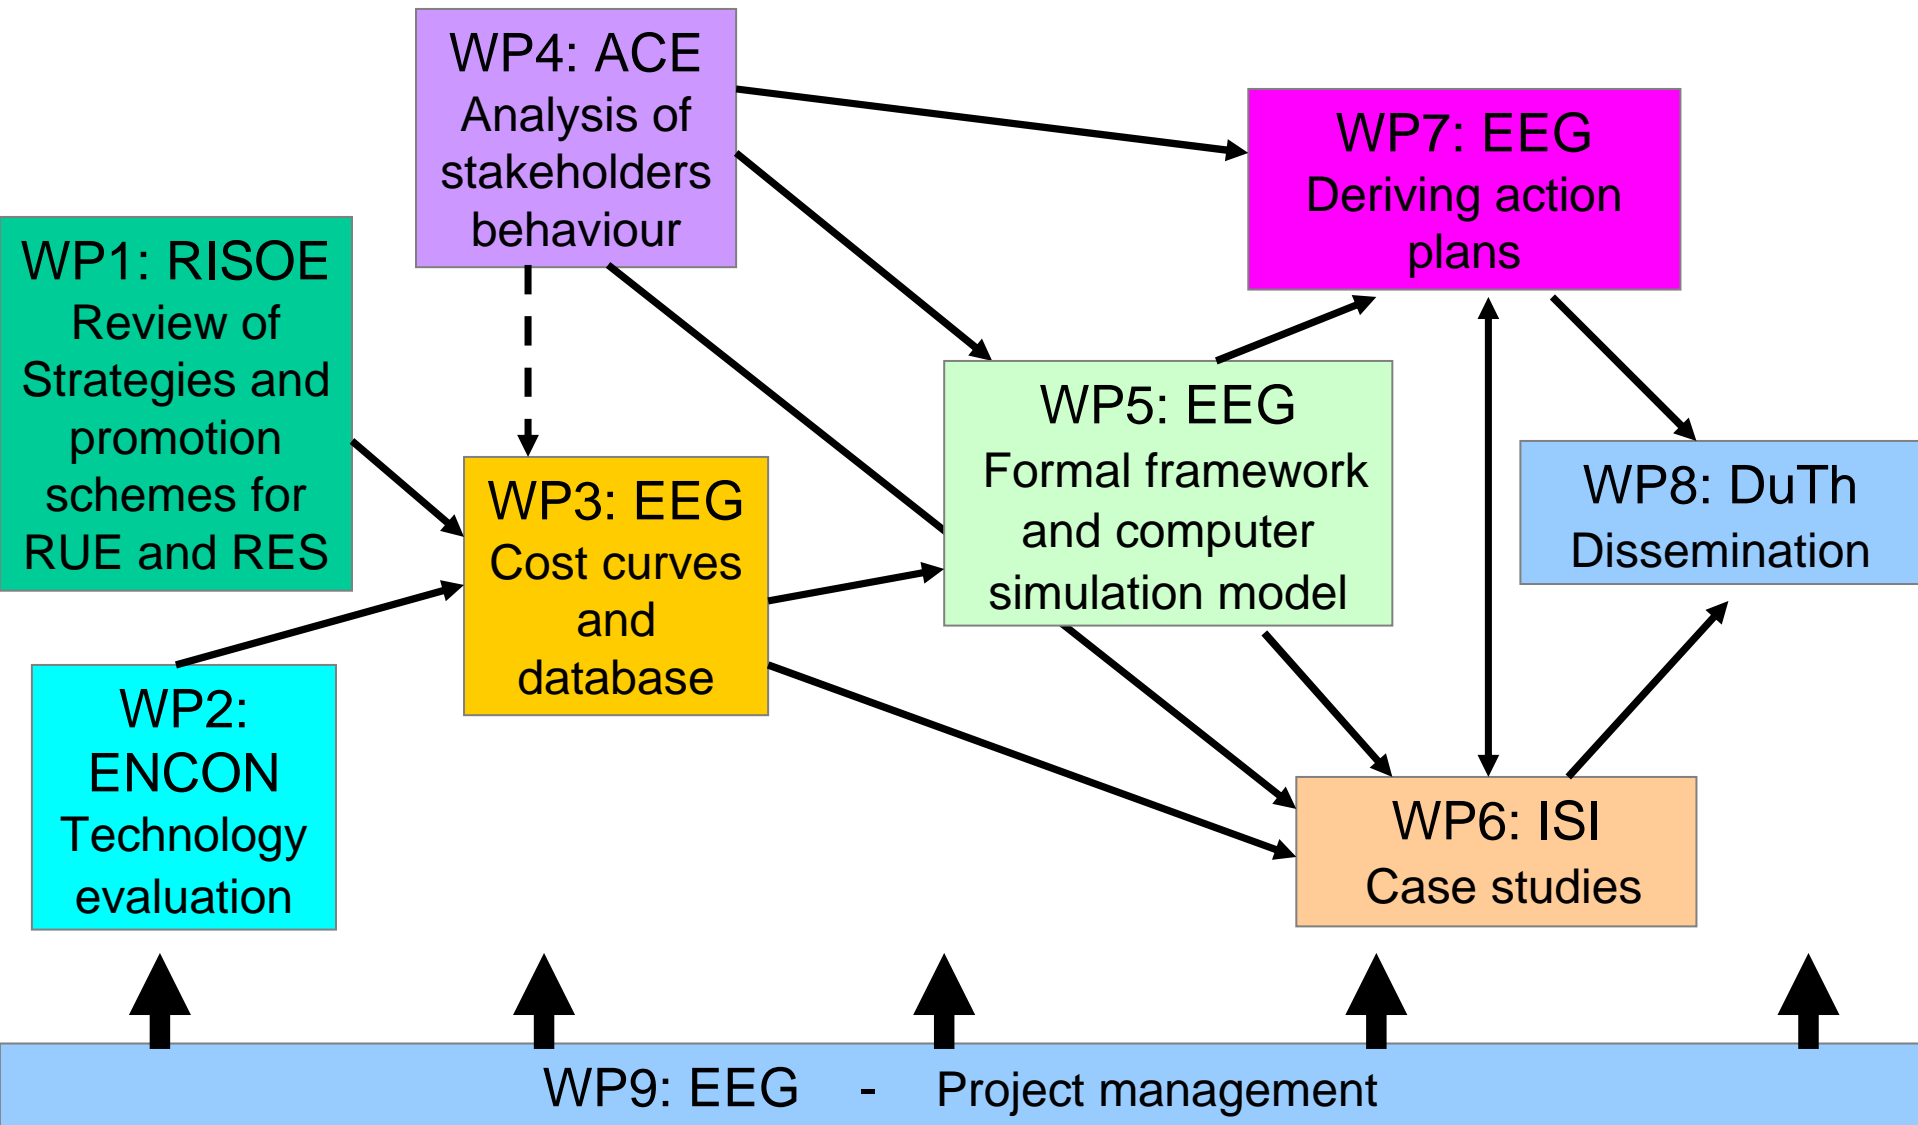 WP4: ACE
Analysis of
stakeholders
behaviour
WP7: EEG
Deriving action
plans
WP1: RISOE
Review of
Strategies and
promotion
schemes for
RUE and RES
WP5: EEG
Formal framework
and computer
simulation model
WP3: EEG
Cost curves
and
database
WP8: DuTh
Dissemination
WP2:
ENCON
Technology
evaluation
WP6: ISI
Case studies
WP9: EEG - Project management